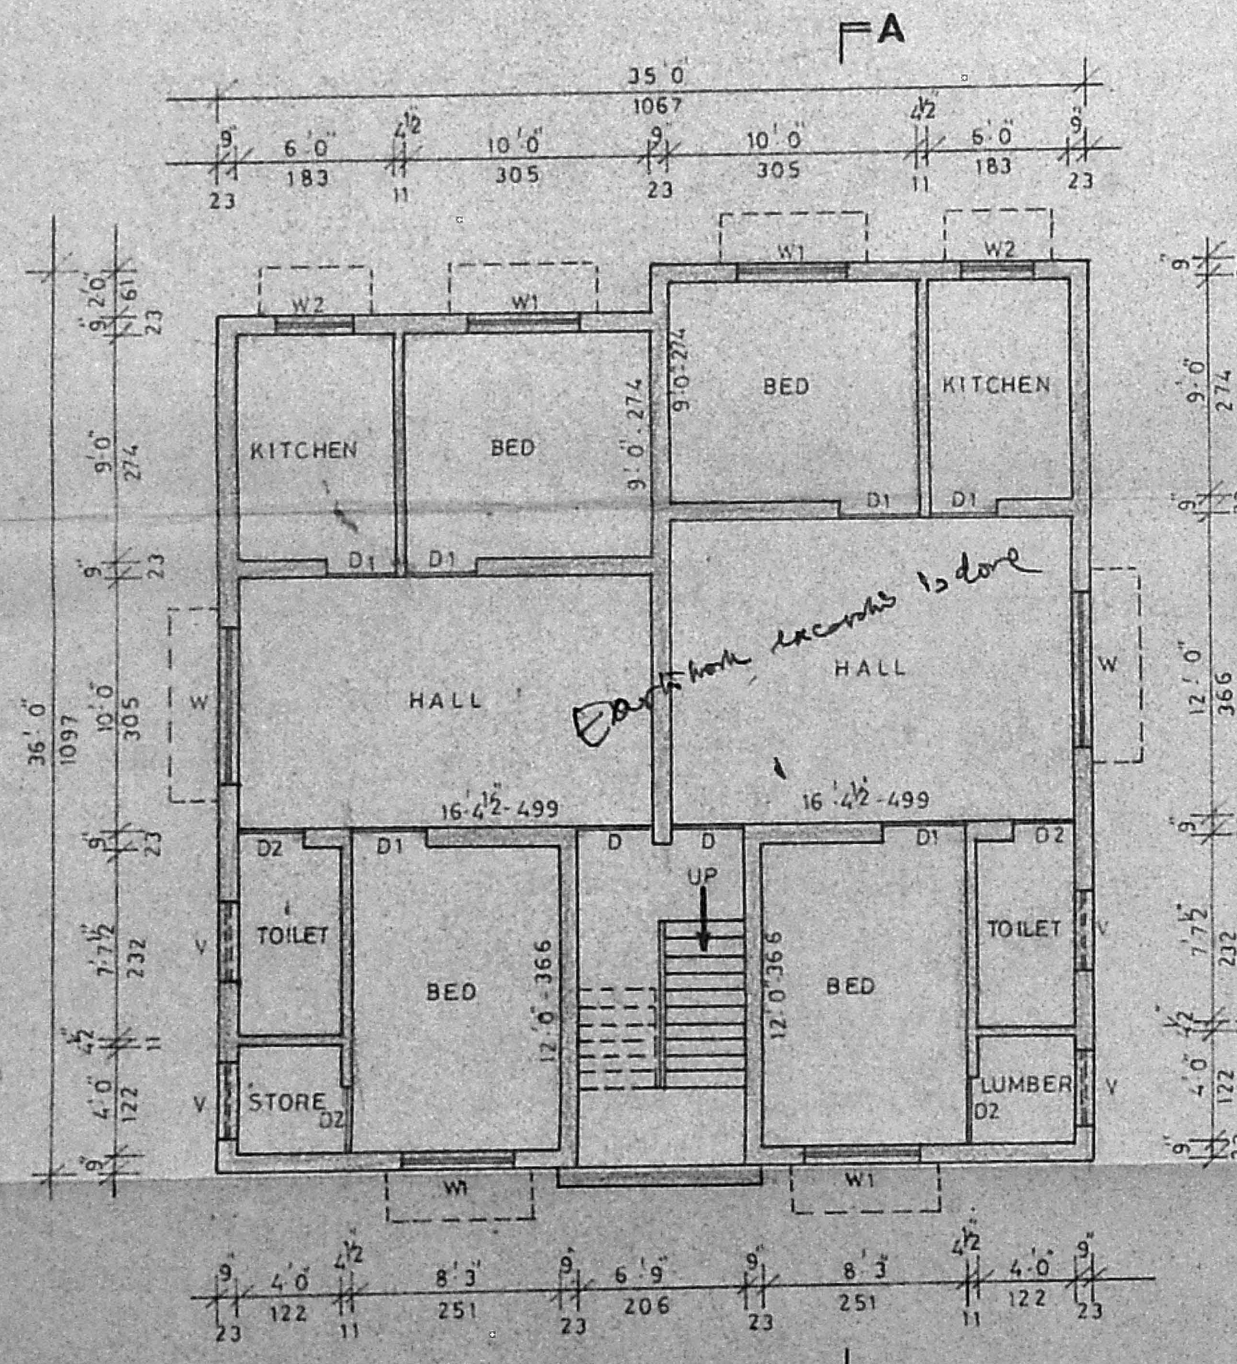 A
35'0"
1067
9" 6'-0" 4½" 10'-0" 9" 10'-0" 4½" 6'-0" 9"
23 183 11 305 23 305 11 183 23
W1 W2
W2 W1
9" 2'0" 61 23
9"
BED KITCHEN
9'-0"-274
9'-0" 274
KITCHEN BED
9'-0"-274
9'-0" 274
D1 D1
9"
D1 D1
9" 23
HALL
HALL
Earthwork is done
W W
36'-0" 1097
10'-0" 305
12'-0" 366
16'-4½"-499
16'-4½"-499
9" 23
9"
D2 D1 D D D1 D2
UP
TOILET TOILET
V V
7'-7½" 232
7'-7½" 232
BED BED
12'-0"-366
12'-0"-366
4½" 11
4½"
STORE D2
LUMBER D2
V V
4'-0" 122
4'-0" 122
9"
9"
W1 W1
9" 4'-0" 4½" 8'-3" 9" 6'-9" 9" 8'-3" 4½" 4'-0" 9"
23 122 11 251 23 206 23 251 11 122 23